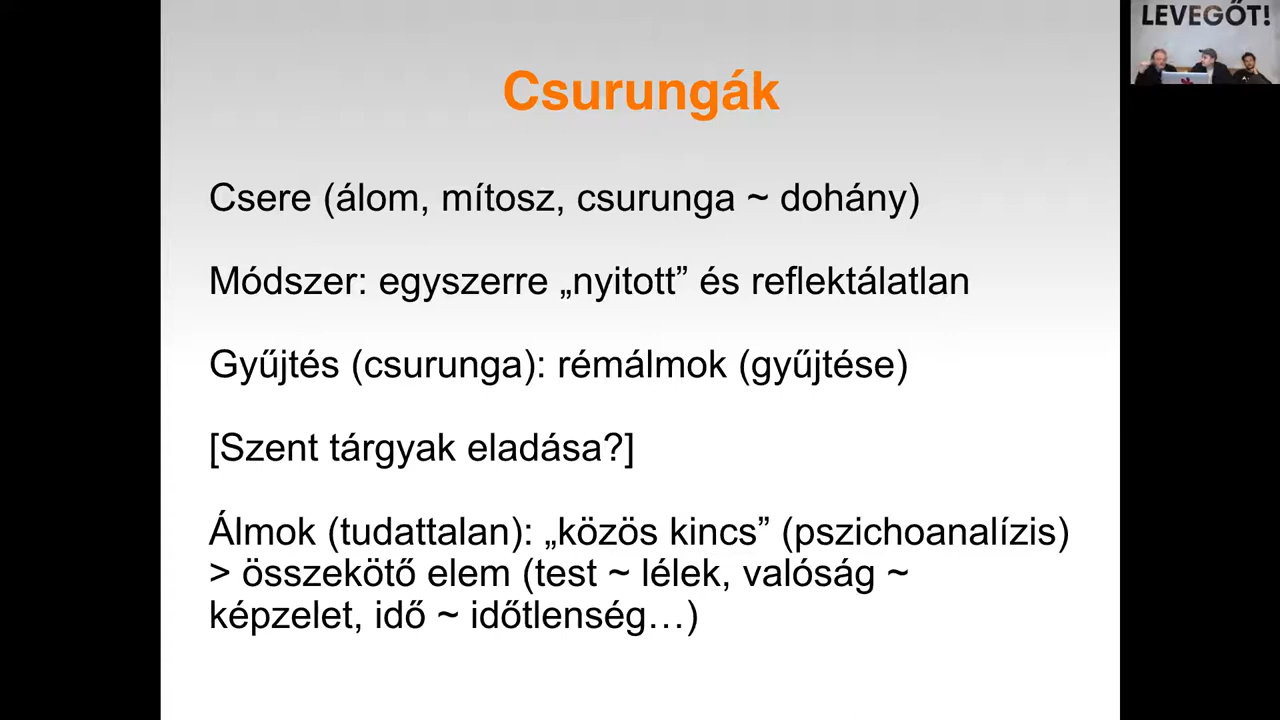 LEVEGŐT!
Csurungák
Csere (álom, mítosz, csurunga ~ dohány)
Módszer: egyszerre „nyitott” és reflektálatlan
Gyűjtés (csurunga): rémálmok (gyűjtése)
[Szent tárgyak eladása?]
Álmok (tudattalan): „közös kincs” (pszichoanalízis)
> összekötő elem (test ~ lélek, valóság ~
képzelet, idő ~ időtlenség…)